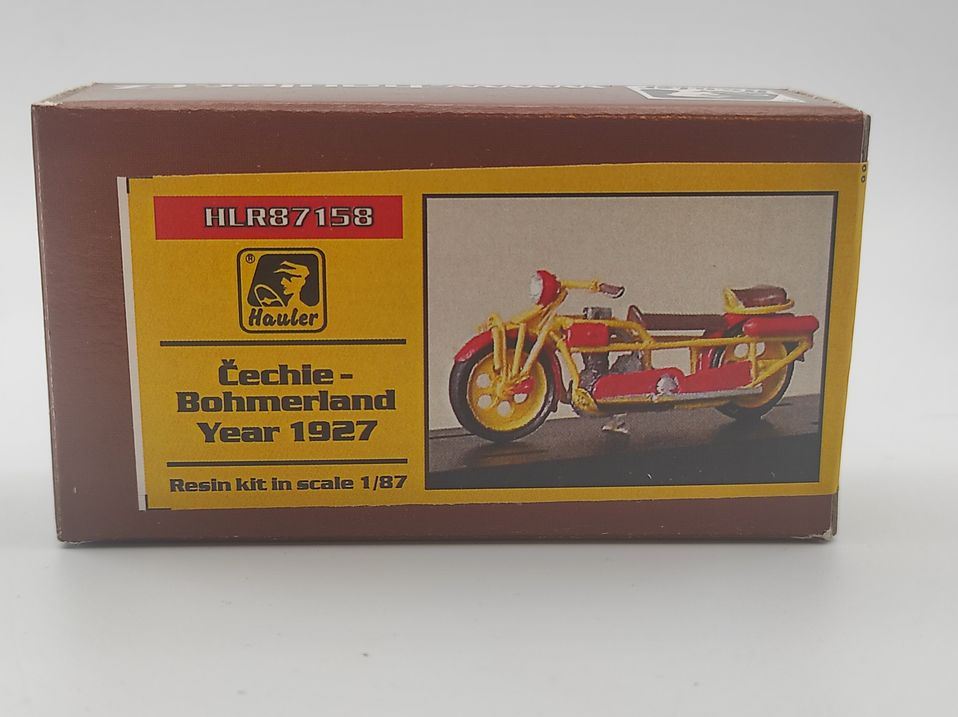 HLR87158
®
Hauler
Čechie -
Bohmerland
Year 1927
Resin kit in scale 1/87